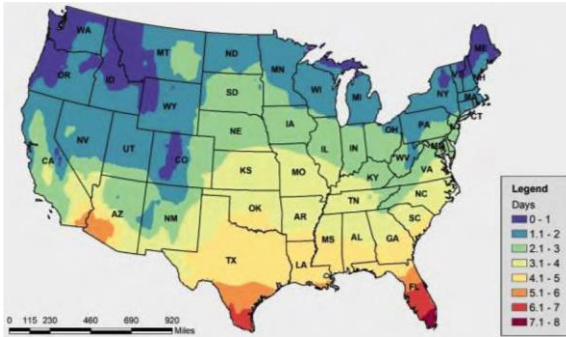 WA
OR
ID
MT
ND
MN
WI
MI
ME
VT
NH
NY
MA
CT
WY
SD
IA
NE
NV
UT
CO
CA
AZ
NM
KS
MO
IL
IN
OH
PA
NJ
WV
VA
KY
TN
NC
SC
OK
AR
TX
LA
MS
AL
GA
FL
0 115 230 460 690 920
Miles
Legend
Days
0 - 1
1.1 - 2
2.1 - 3
3.1 - 4
4.1 - 5
5.1 - 6
6.1 - 7
7.1 - 8